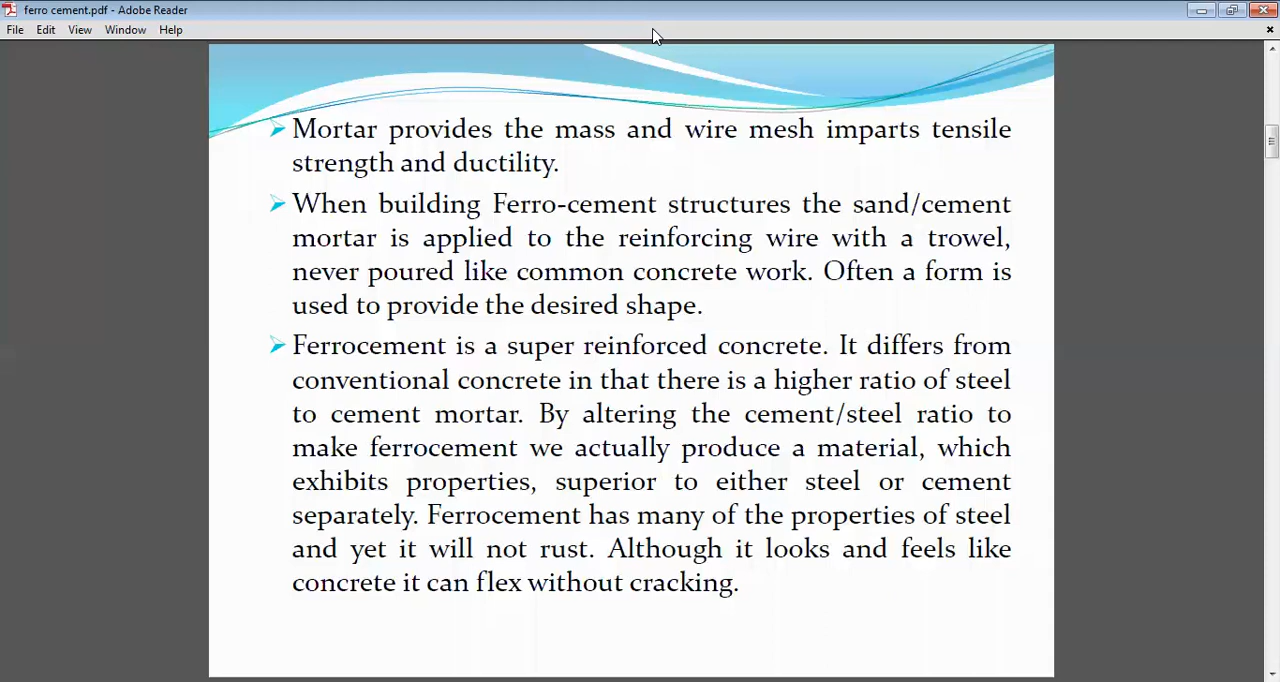 ferro cement.pdf - Adobe Reader
File Edit View Window Help
Mortar provides the mass and wire mesh imparts tensile
strength and ductility.
When building Ferro-cement structures the sand/cement
mortar is applied to the reinforcing wire with a trowel,
never poured like common concrete work. Often a form is
used to provide the desired shape.
Ferrocement is a super reinforced concrete. It differs from
conventional concrete in that there is a higher ratio of steel
to cement mortar. By altering the cement/steel ratio to
make ferrocement we actually produce a material, which
exhibits properties, superior to either steel or cement
separately. Ferrocement has many of the properties of steel
and yet it will not rust. Although it looks and feels like
concrete it can flex without cracking.